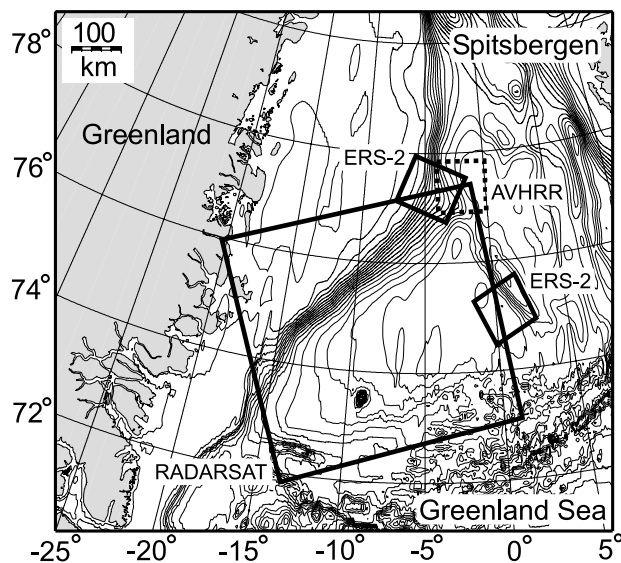 78°
100
km
Spitsbergen
Greenland
76°
ERS-2
AVHRR
74°
ERS-2
72°
RADARSAT
Greenland Sea
-25° -20° -15° -10° -5° 0° 5°